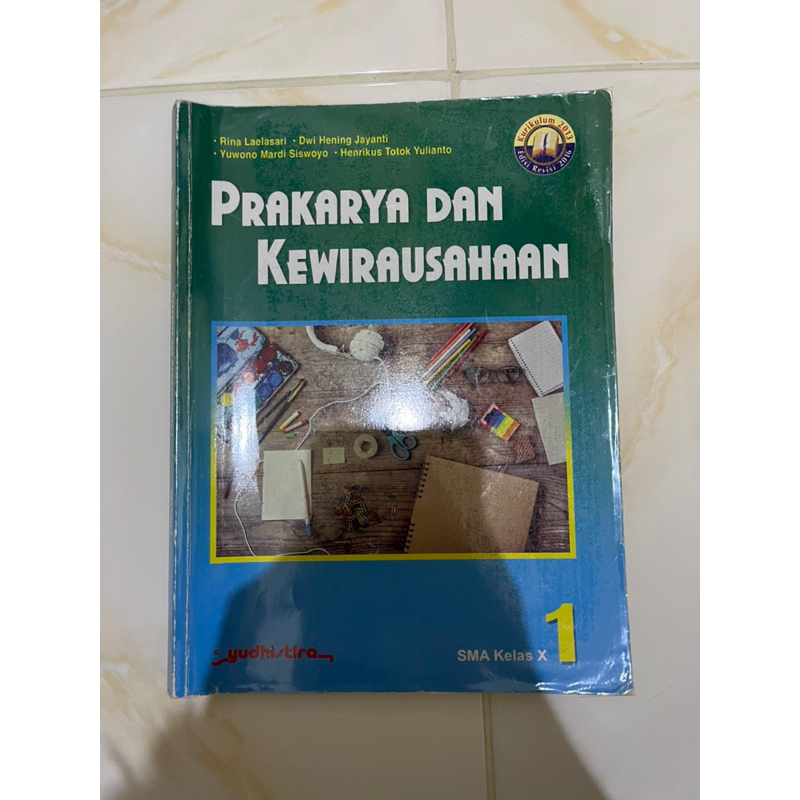 • Rina Laelasari • Dwi Hening Jayanti
• Yuwono Mardi Siswoyo • Henrikus Totok Yulianto
Kurikulum 2013
Edisi Revisi 2016
PRAKARYA DAN
KEWIRAUSAHAAN
yudhistira
SMA Kelas X 1